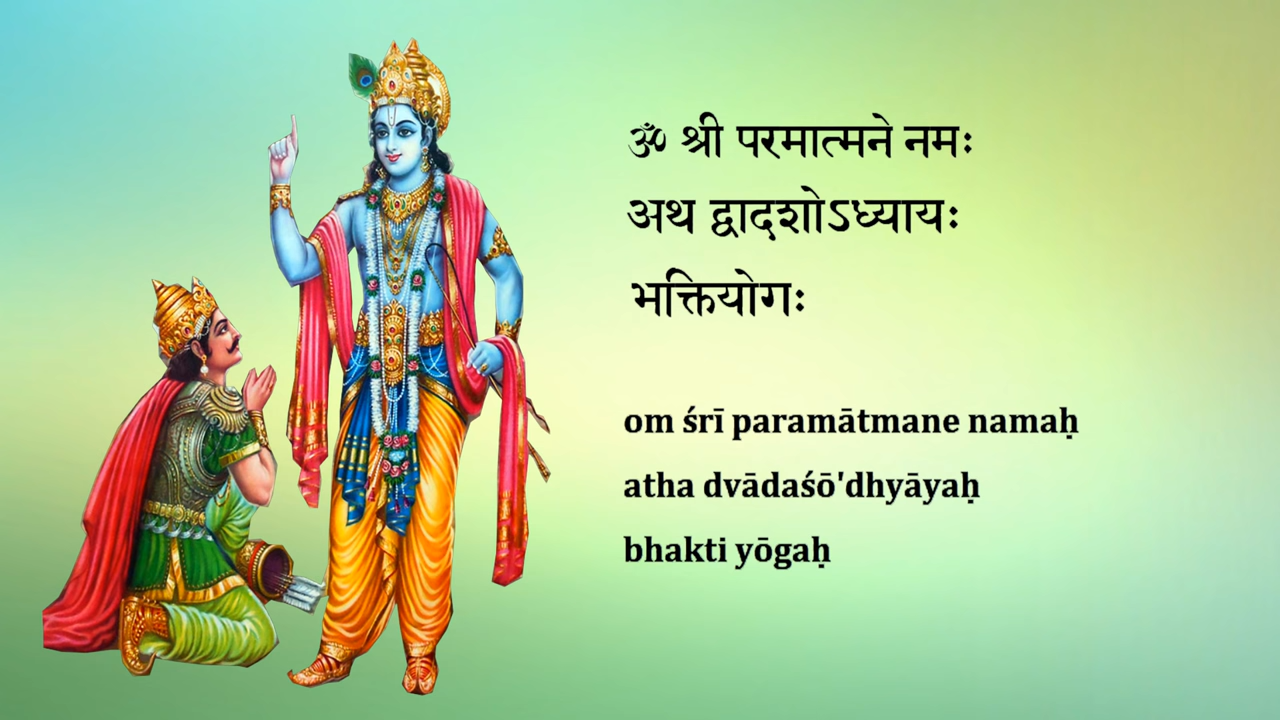 ॐ श्री परमात्मने नमः
अथ द्वादशोऽध्यायः
भक्तियोगः
om śrī paramātmane namaḥ
atha dvādaśō'dhyāyaḥ
bhakti yōgaḥ